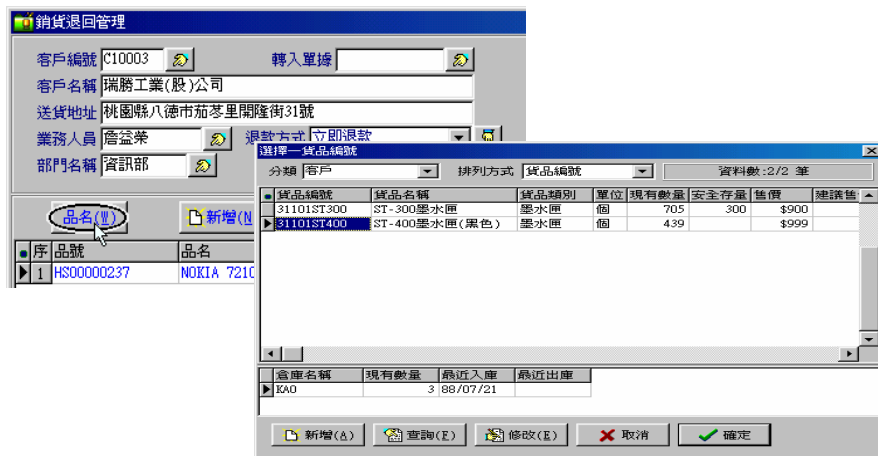 銷貨退回管理
客戶編號 C10003 轉入單據
客戶名稱 瑞勝工業(股)公司
送貨地址 桃園縣八德市茄苳里開隆街31號
業務人員 詹益榮 退款方式 立即退款
部門名稱 資訊部
品名(W) 新增(N
序 品號 品名
1 HS00000237 NOKIA 7210
選擇—貨品編號
分類 客戶 排列方式 貨品編號 資料數:2/2 筆
貨品編號 貨品名稱 貨品類別 單位 現有數量 安全存量 售價 建議售
31101ST300 ST-300墨水匣 墨水匣 個 705 300 $900
31101ST400 ST-400墨水匣(黑色) 墨水匣 個 439 $999
倉庫名稱 現有數量 最近入庫 最近出庫
KAO 3 88/07/21
新增(A) 查詢(F) 修改(E) 取消 確定